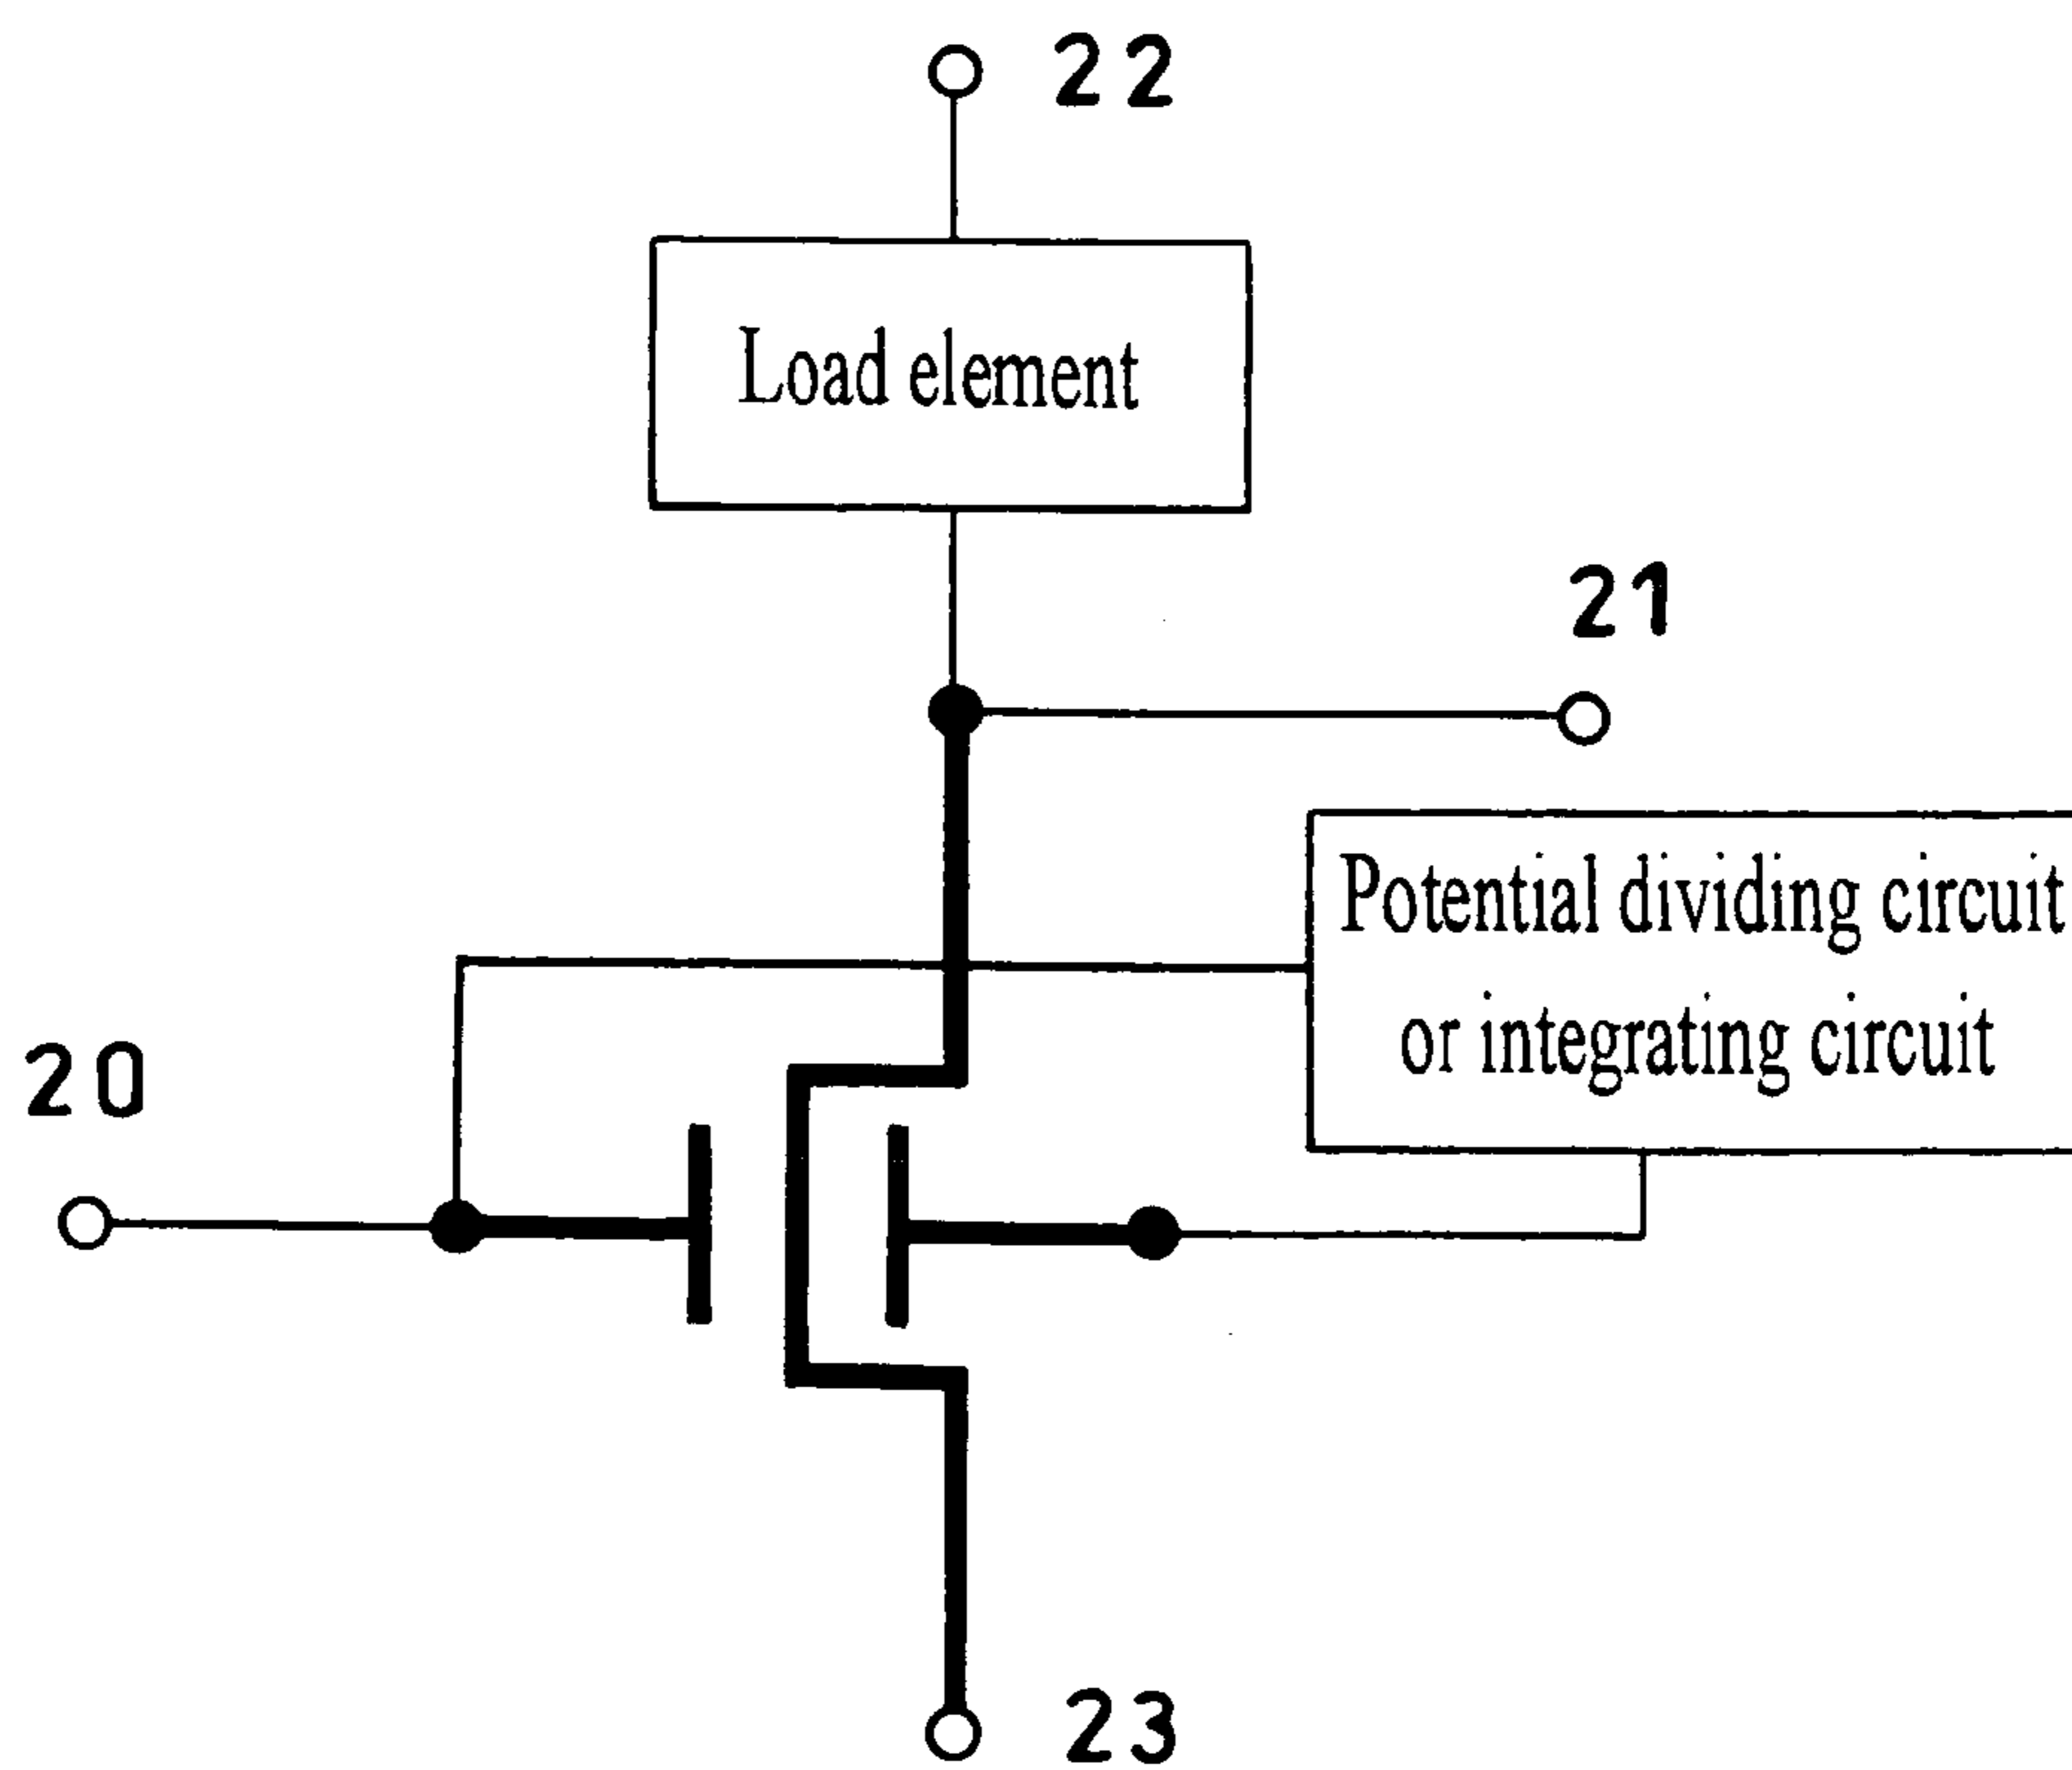 22
Load element
21
Potential dividing circuit
or integrating circuit
20
23